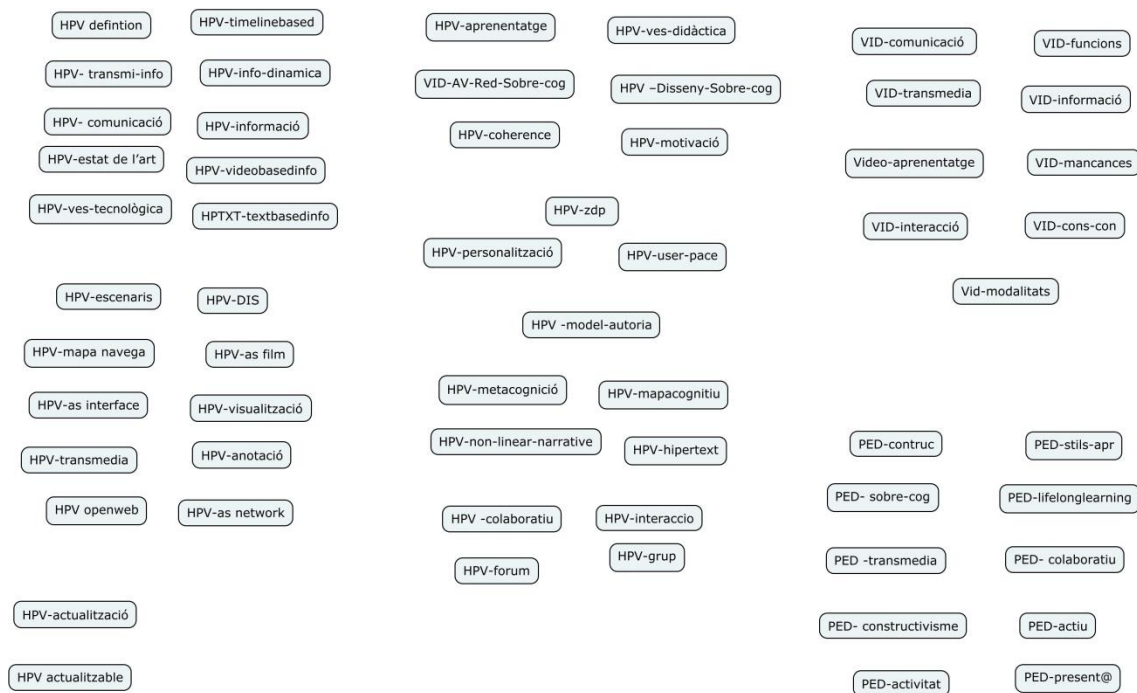 HPV defintion
HPV-timelinebased
HPV- transmi-info
HPV-info-dinamica
HPV- comunicació
HPV-informació
HPV-estat de l'art
HPV-videobasedinfo
HPV-ves-tecnològica
HPTXT-textbasedinfo
HPV-escenaris
HPV-DIS
HPV-mapa navega
HPV-as film
HPV-as interface
HPV-visualització
HPV-transmedia
HPV-anotació
HPV openweb
HPV-as network
HPV-actualització
HPV actualitzable
HPV-aprenentatge
HPV-ves-didàctica
VID-AV-Red-Sobre-cog
HPV –Disseny-Sobre-cog
HPV-coherence
HPV-motivació
HPV-zdp
HPV-personalització
HPV-user-pace
HPV -model-autoria
HPV-metacognició
HPV-mapacognitiu
HPV-non-linear-narrative
HPV-hipertext
HPV -colaboratiu
HPV-interaccio
HPV-forum
HPV-grup
VID-comunicació
VID-funcions
VID-transmedia
VID-informació
Video-aprenentatge
VID-mancances
VID-interacció
VID-cons-con
Vid-modalitats
PED-contruc
PED-stils-apr
PED- sobre-cog
PED-lifelonglearning
PED -transmedia
PED- colaboratiu
PED- constructivisme
PED-actiu
PED-activitat
PED-present@